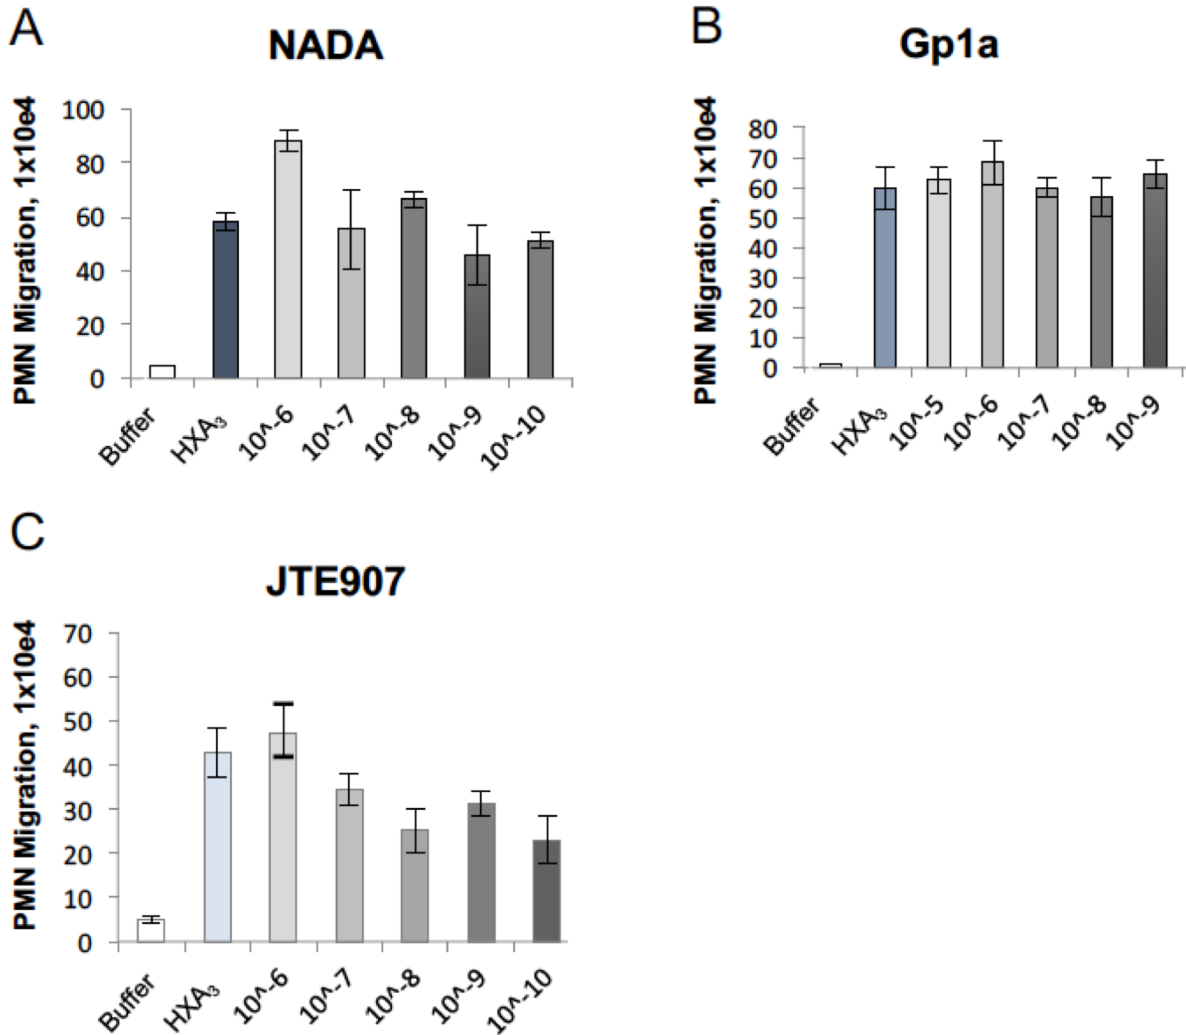 A
NADA
PMN Migration, 1x10e4
100
80
60
40
20
0
Buffer
HXA₃
10^-6
10^-7
10^-8
10^-9
10^-10
B
Gp1a
PMN Migration, 1x10e4
80
70
60
50
40
30
20
10
0
Buffer
HXA₃
10^-5
10^-6
10^-7
10^-8
10^-9
C
JTE907
PMN Migration, 1x10e4
70
60
50
40
30
20
10
0
Buffer
HXA₃
10^-6
10^-7
10^-8
10^-9
10^-10